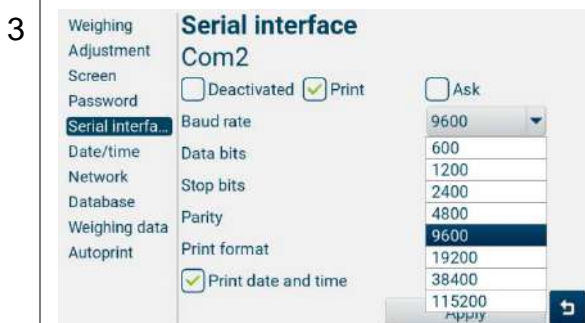 3
Weighing
Adjustment
Screen
Password
Serial interfa...
Date/time
Network
Database
Weighing data
Autoprint
Serial interface
Com2
Deactivated Print Ask
Baud rate 9600
Data bits
Stop bits
Parity
Print format
Print date and time
600
1200
2400
4800
9600
19200
38400
115200
Apply